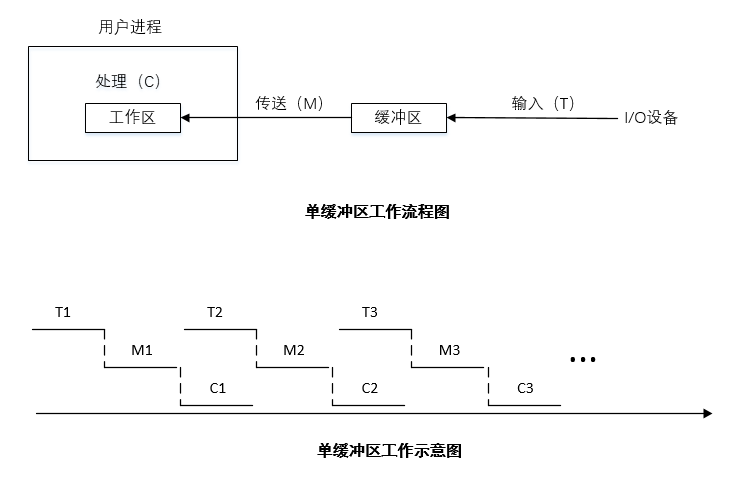 用户进程
处理（C）
工作区
传送（M）
缓冲区
输入（T）
I/O设备
单缓冲区工作流程图
T1
T2
T3
M1
M2
M3
...
C1
C2
C3
单缓冲区工作示意图